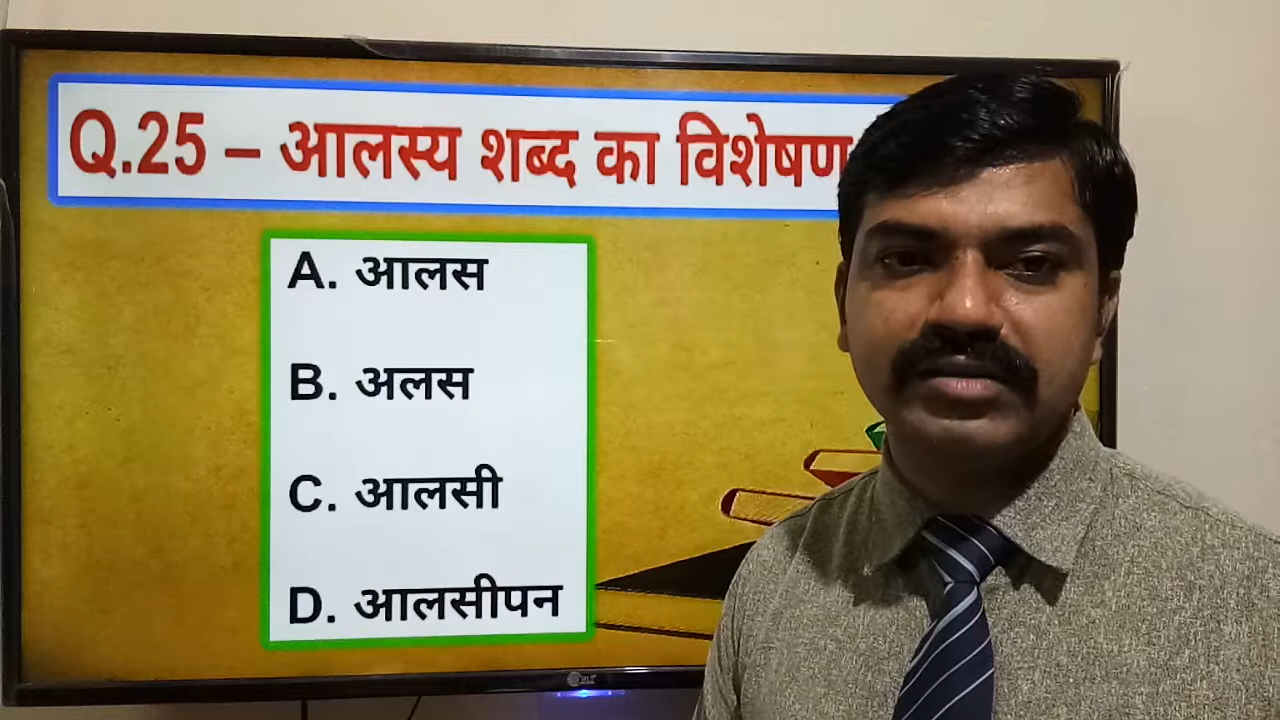 Q.25 – आलस्य शब्द का विशेषण
A. आलस
B. अलस
C. आलसी
D. आलसीपन